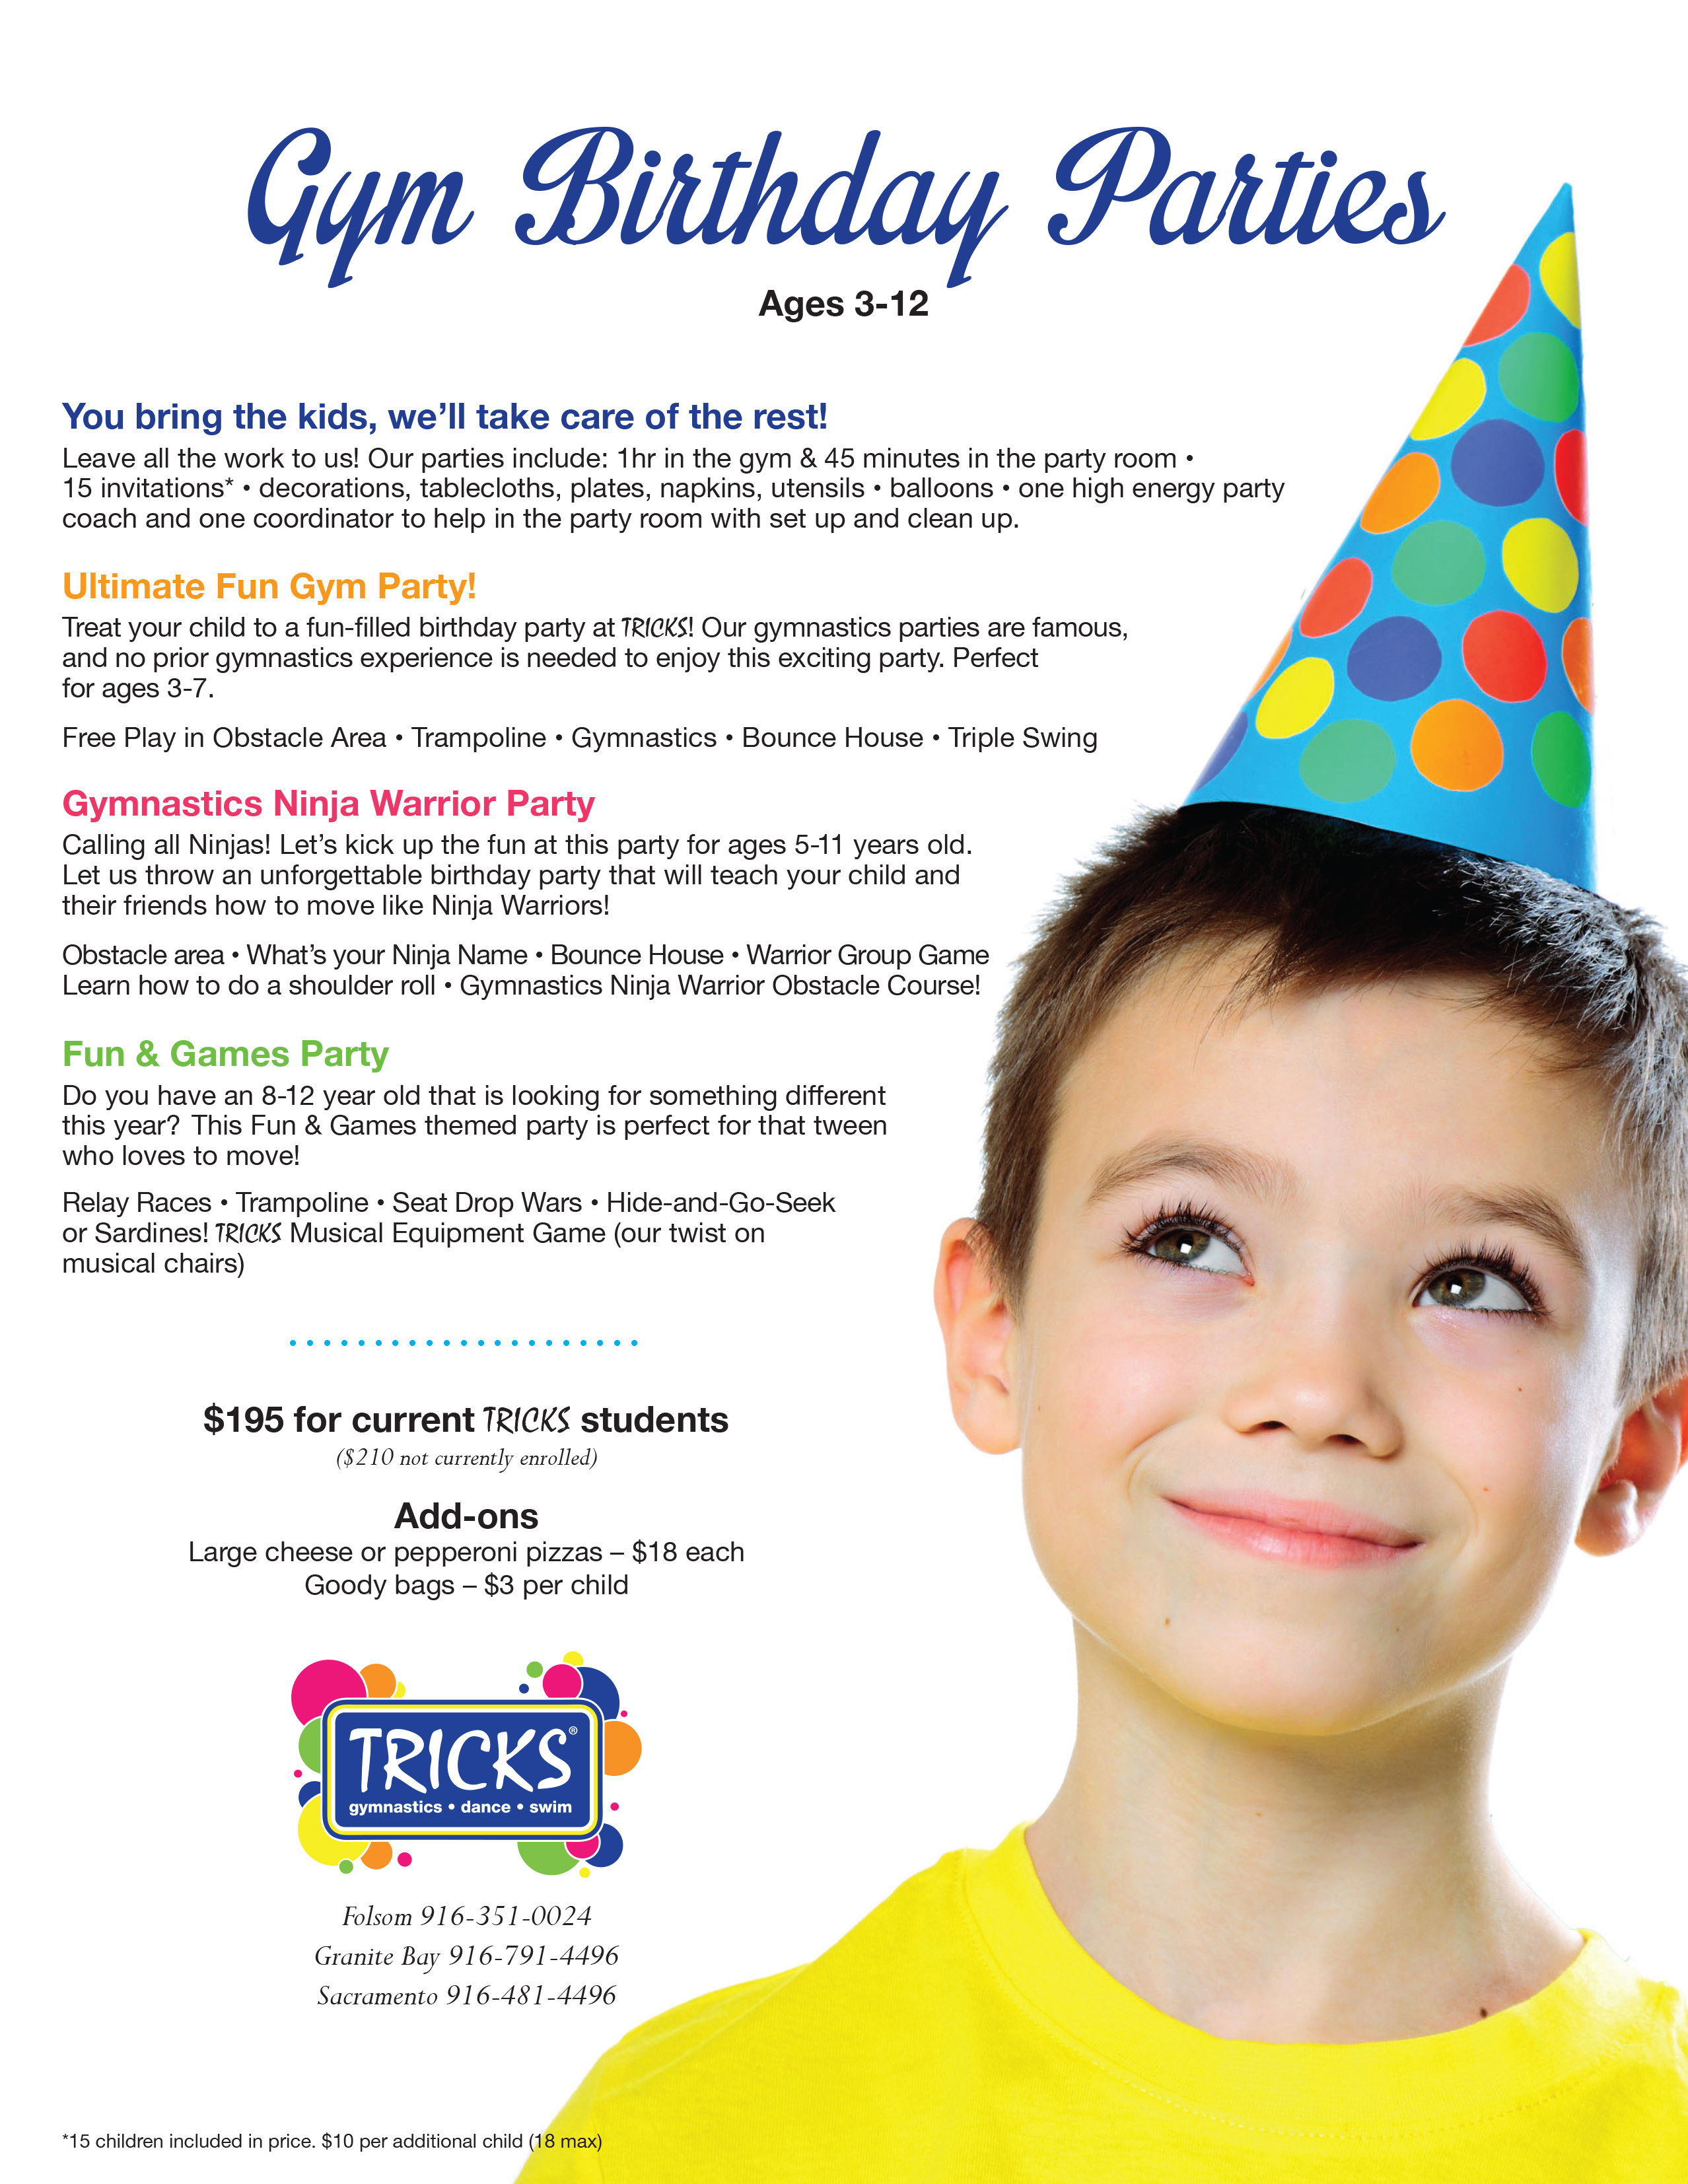 Gym Birthday Parties
Ages 3-12
You bring the kids, we’ll take care of the rest!
Leave all the work to us! Our parties include: 1hr in the gym & 45 minutes in the party room •
15 invitations* • decorations, tablecloths, plates, napkins, utensils • balloons • one high energy party
coach and one coordinator to help in the party room with set up and clean up.
Ultimate Fun Gym Party!
Treat your child to a fun-filled birthday party at TRICKS! Our gymnastics parties are famous,
and no prior gymnastics experience is needed to enjoy this exciting party. Perfect
for ages 3-7.
Free Play in Obstacle Area • Trampoline • Gymnastics • Bounce House • Triple Swing
Gymnastics Ninja Warrior Party
Calling all Ninjas! Let’s kick up the fun at this party for ages 5-11 years old.
Let us throw an unforgettable birthday party that will teach your child and
their friends how to move like Ninja Warriors!
Obstacle area • What’s your Ninja Name • Bounce House • Warrior Group Game
Learn how to do a shoulder roll • Gymnastics Ninja Warrior Obstacle Course!
Fun & Games Party
Do you have an 8-12 year old that is looking for something different
this year? This Fun & Games themed party is perfect for that tween
who loves to move!
Relay Races • Trampoline • Seat Drop Wars • Hide-and-Go-Seek
or Sardines! TRICKS Musical Equipment Game (our twist on
musical chairs)
$195 for current TRICKS students
($210 not currently enrolled)
Add-ons
Large cheese or pepperoni pizzas – $18 each
Goody bags – $3 per child
TRICKS®
gymnastics • dance • swim
Folsom 916-351-0024
Granite Bay 916-791-4496
Sacramento 916-481-4496
*15 children included in price. $10 per additional child (18 max)